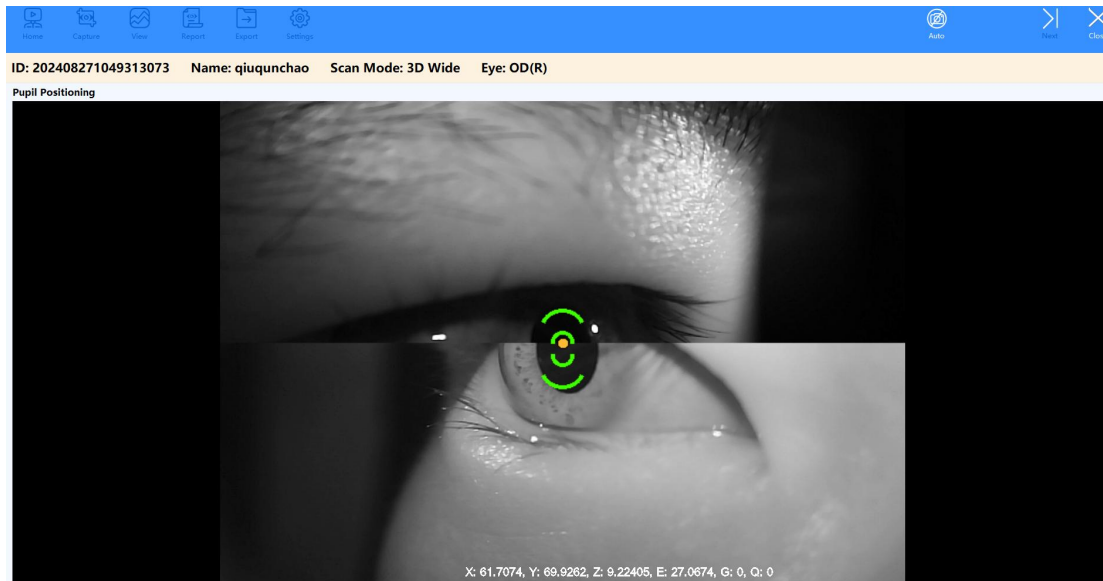 Home Capture View Report Export Settings Auto Next Clos
ID: 202408271049313073 Name: qiuqunchao Scan Mode: 3D Wide Eye: OD(R)
Pupil Positioning
X: 61.7074, Y: 69.9262, Z: 9.22405, E: 27.0674, G: 0, Q: 0